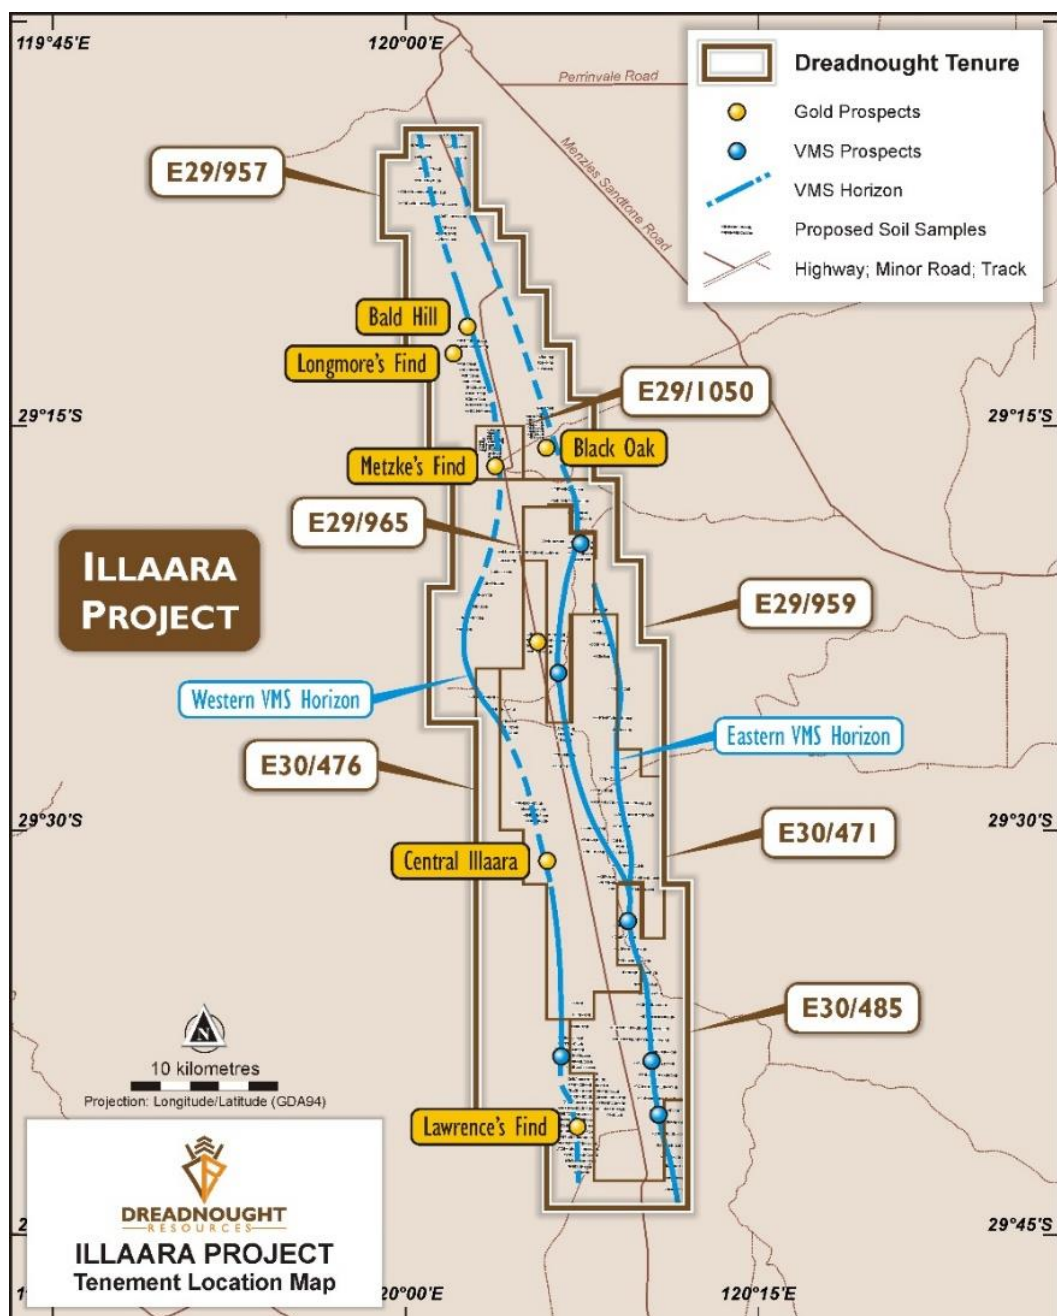 119°45'E
120°00'E
Perrinvale Road
Menzies Sandtone Road
Dreadnought Tenure
Gold Prospects
VMS Prospects
VMS Horizon
Proposed Soil Samples
Highway; Minor Road; Track
E29/957
Bald Hill
Longmore's Find
E29/1050
29°15'S
29°15'S
Black Oak
Metzke's Find
E29/965
ILLAARA
PROJECT
E29/959
Western VMS Horizon
Eastern VMS Horizon
E30/476
29°30'S
29°30'S
E30/471
Central Illaara
E30/485
N
10 kilometres
Projection: Longitude/Latitude (GDA94)
Lawrence's Find
DREADNOUGHT
RESOURCES
ILLAARA PROJECT
Tenement Location Map
29°45'S
120°00'E
120°15'E